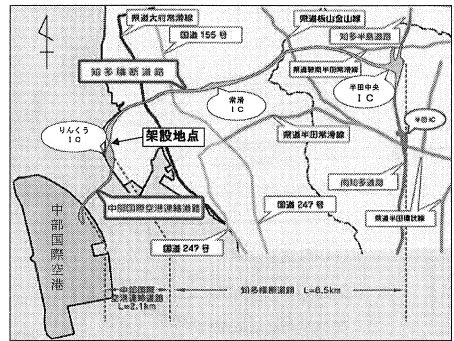 県道大府常滑線
国道155号
県道板山金山線
知多半島道路
知多横断道路
県道碧南半田常滑線
常滑
IC
半田中央
IC
半田IC
りんくう
IC
架設地点
県道半田常滑線
南知多道路
中部国際空港連絡道路
国道247号
県道半田環状線
国道247号
中部国際空港
中部国際
空港連絡道路
L=2.1km
知多横断道路 L=8.5km